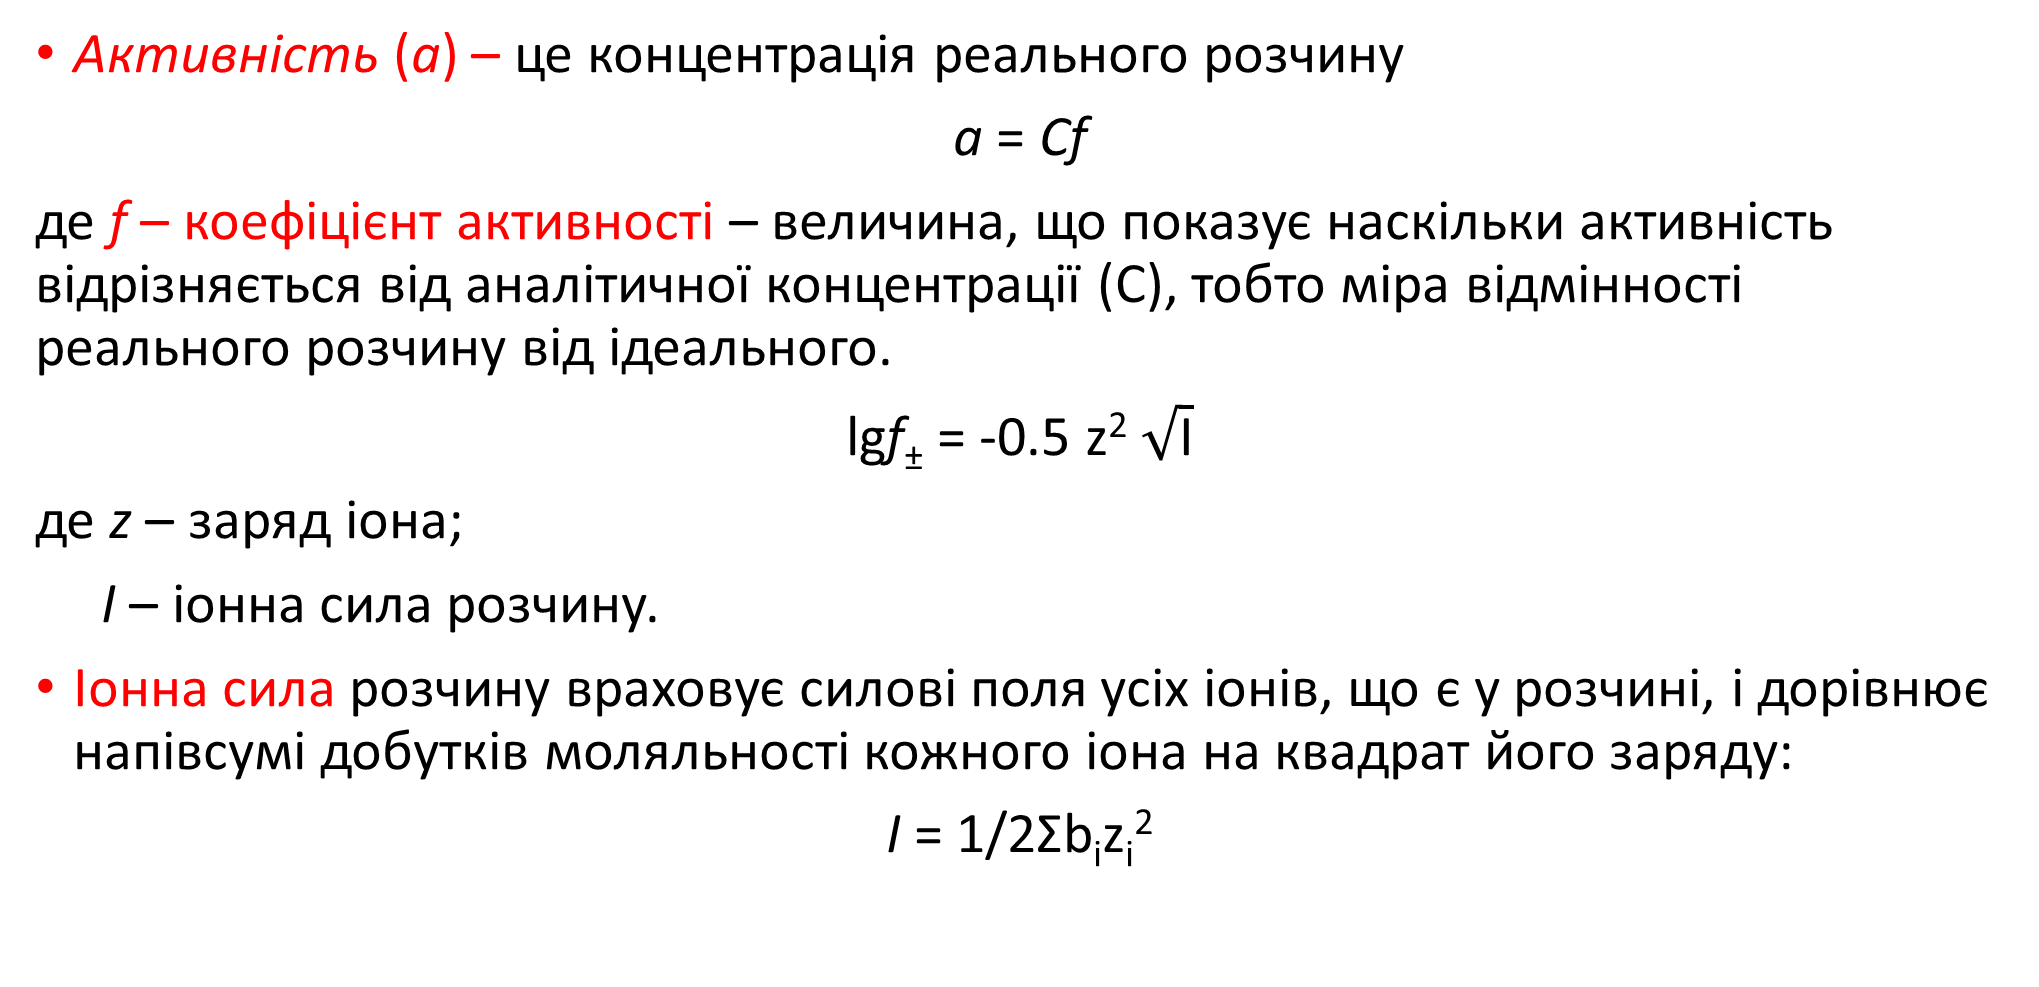 • Активність (а) – це концентрація реального розчину
a = Cf
де f – коефіцієнт активності – величина, що показує наскільки активність
відрізняється від аналітичної концентрації (С), тобто міра відмінності
реального розчину від ідеального.
lgf± = -0.5 z² √I
де z – заряд іона;
I – іонна сила розчину.
• Іонна сила розчину враховує силові поля усіх іонів, що є у розчині, і дорівнює
напівсумі добутків моляльності кожного іона на квадрат його заряду:
I = 1/2Σbᵢzᵢ²